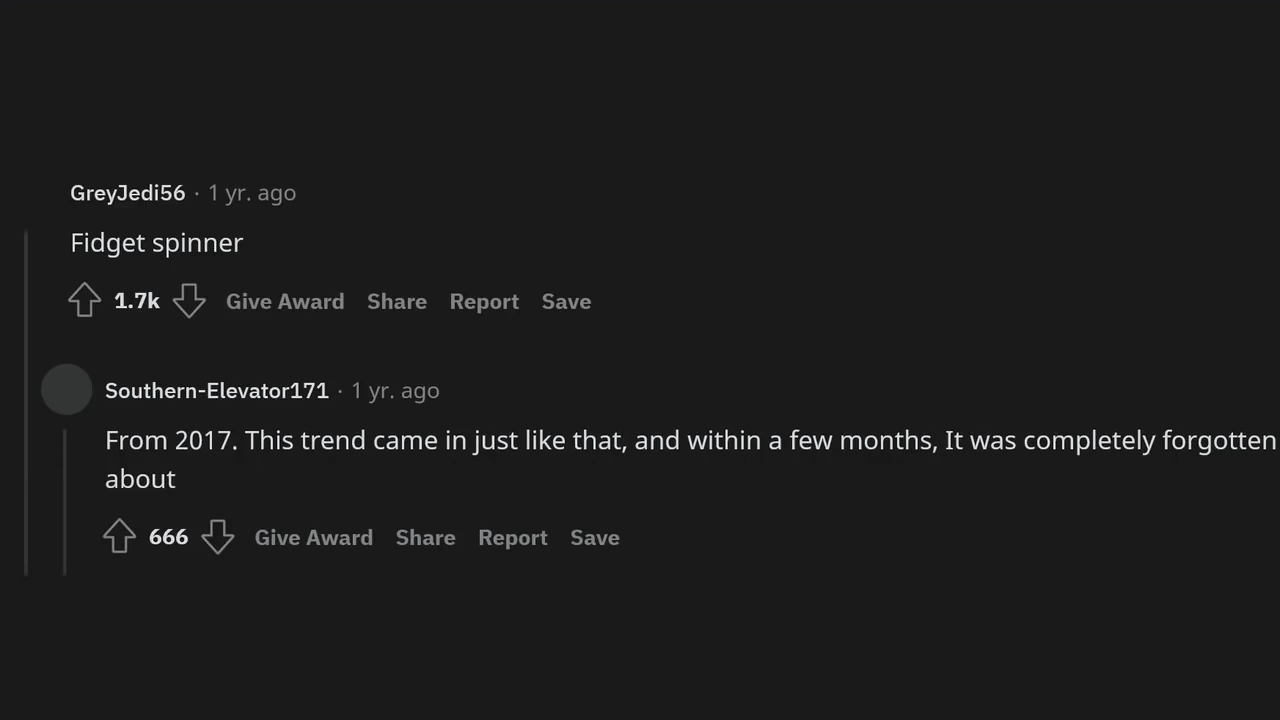 GreyJedi56 · 1 yr. ago
Fidget spinner
1.7k Give Award Share Report Save
Southern-Elevator171 · 1 yr. ago
From 2017. This trend came in just like that, and within a few months, It was completely forgotten
about
666 Give Award Share Report Save